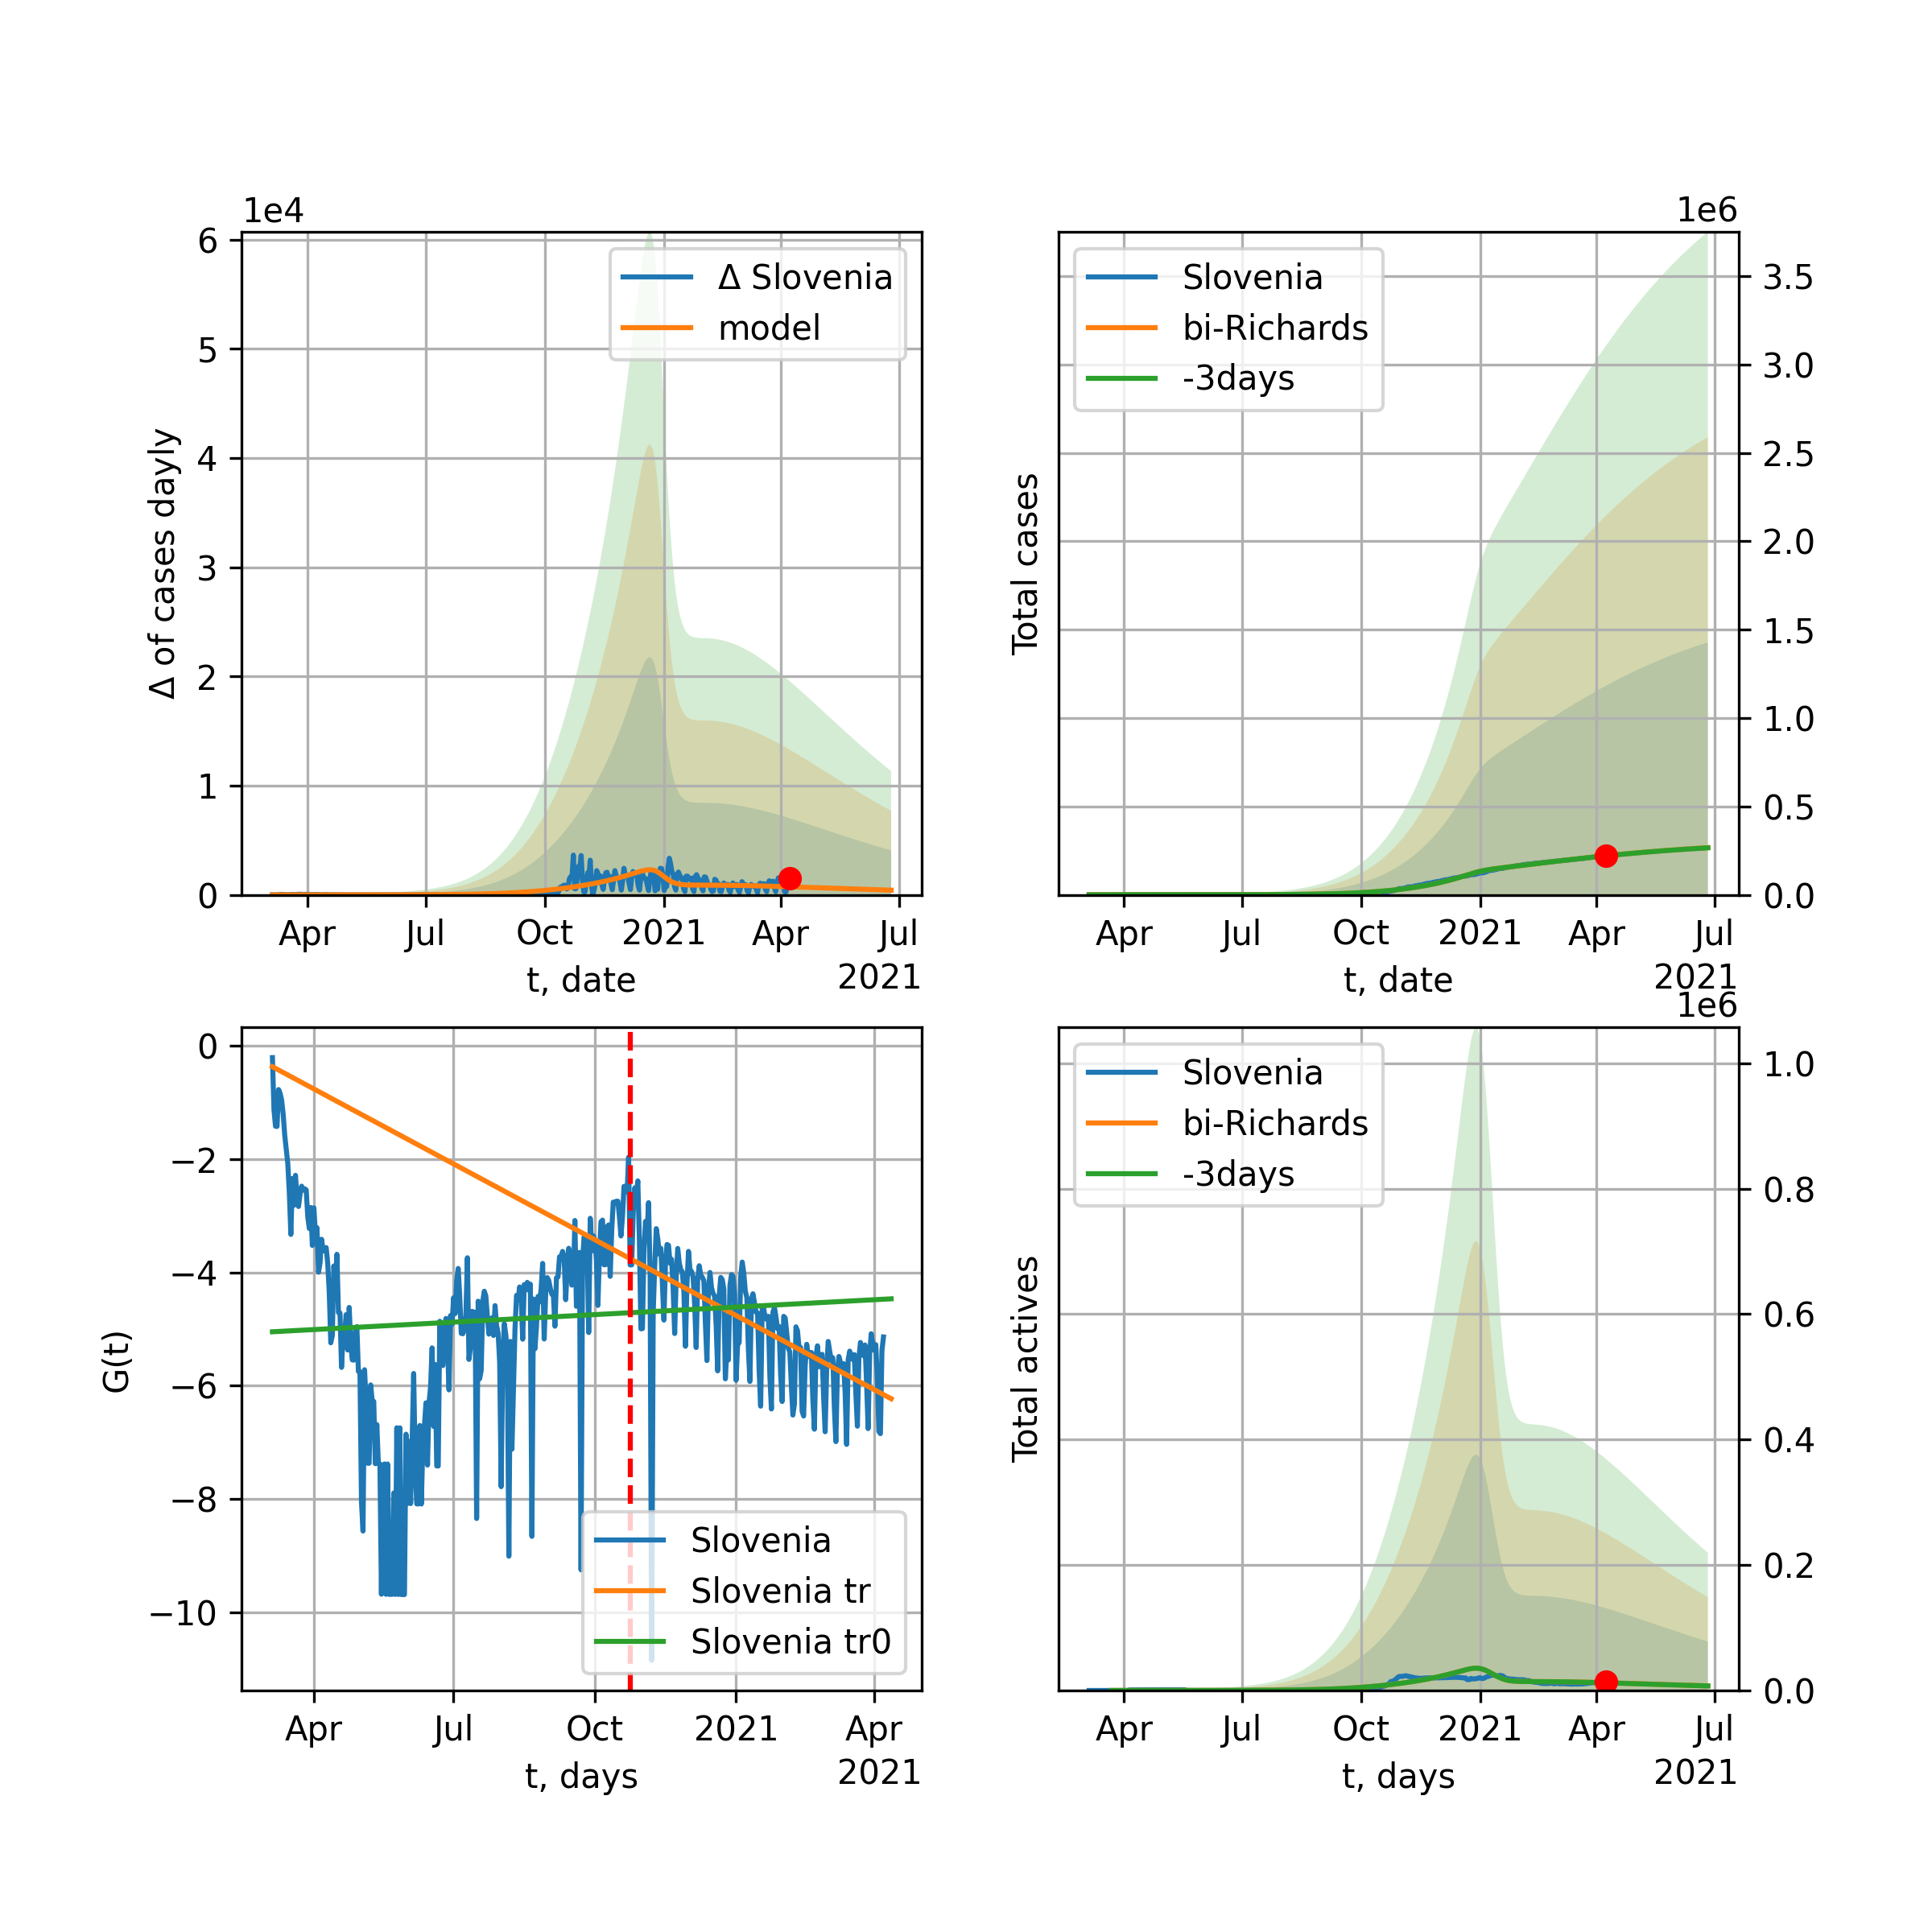 1e4
6
5
4
3
2
1
0
Δ of cases dayly
Δ Slovenia
model
Apr
Jul
Oct
2021
Apr
Jul
2021
t, date
1e6
Total cases
Slovenia
bi-Richards
-3days
3.5
3.0
2.5
2.0
1.5
1.0
0.5
0.0
Apr
Jul
Oct
2021
Apr
Jul
2021
t, date
0
−2
−4
−6
−8
−10
G(t)
Slovenia
Slovenia tr
Slovenia tr0
Apr
Jul
Oct
2021
Apr
2021
t, days
1e6
Total actives
Slovenia
bi-Richards
-3days
1.0
0.8
0.6
0.4
0.2
0.0
Apr
Jul
Oct
2021
Apr
Jul
2021
t, days